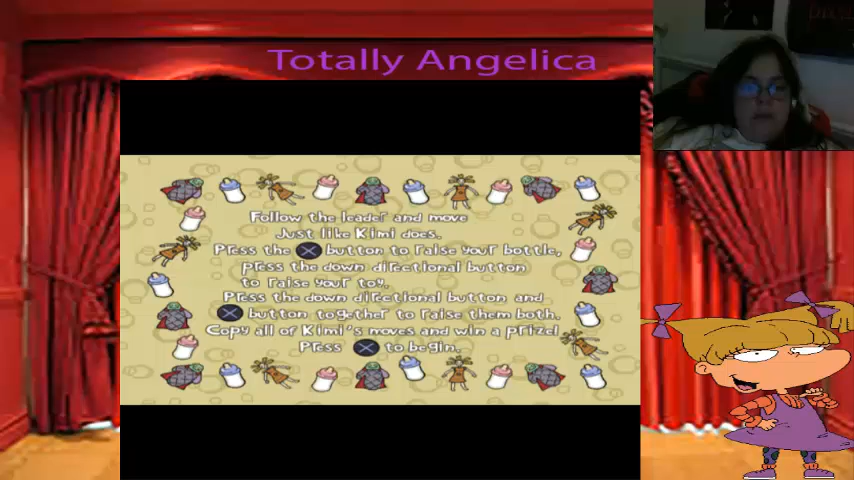 Totally Angelica
Follow the leader and move
Just like Kimi does.
Press the X button to raise your bottle,
press the down directional button
to raise your toy.
Press the down directional button and
X button together to raise them both.
Copy all of Kimi's moves and win a prize!
Press X to begin.